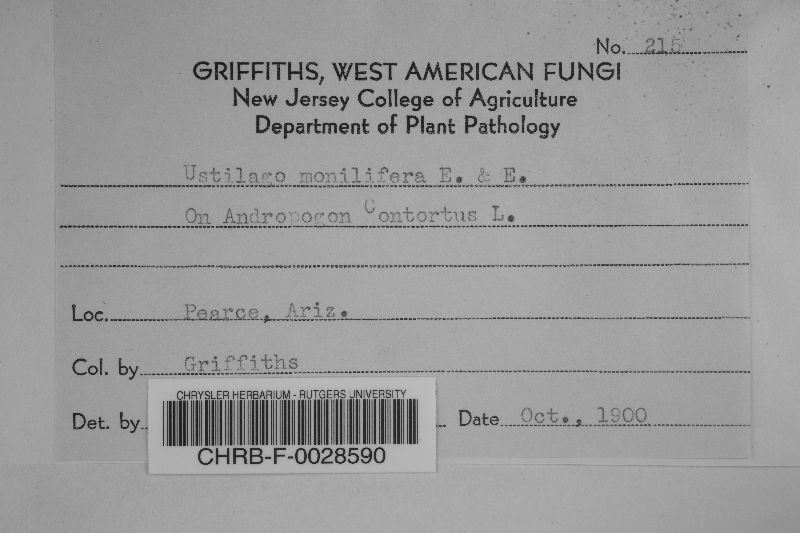 No. 215
GRIFFITHS, WEST AMERICAN FUNGI
New Jersey College of Agriculture
Department of Plant Pathology
Ustilago monilifera E. & E.
On Andropogon Contortus L.
Loc. Pearce, Ariz.
Col. by Griffiths
Det. by
Date Oct., 1900
CHRYSLER HERBARIUM - RUTGERS UNIVERSITY
CHRB-F-0028590